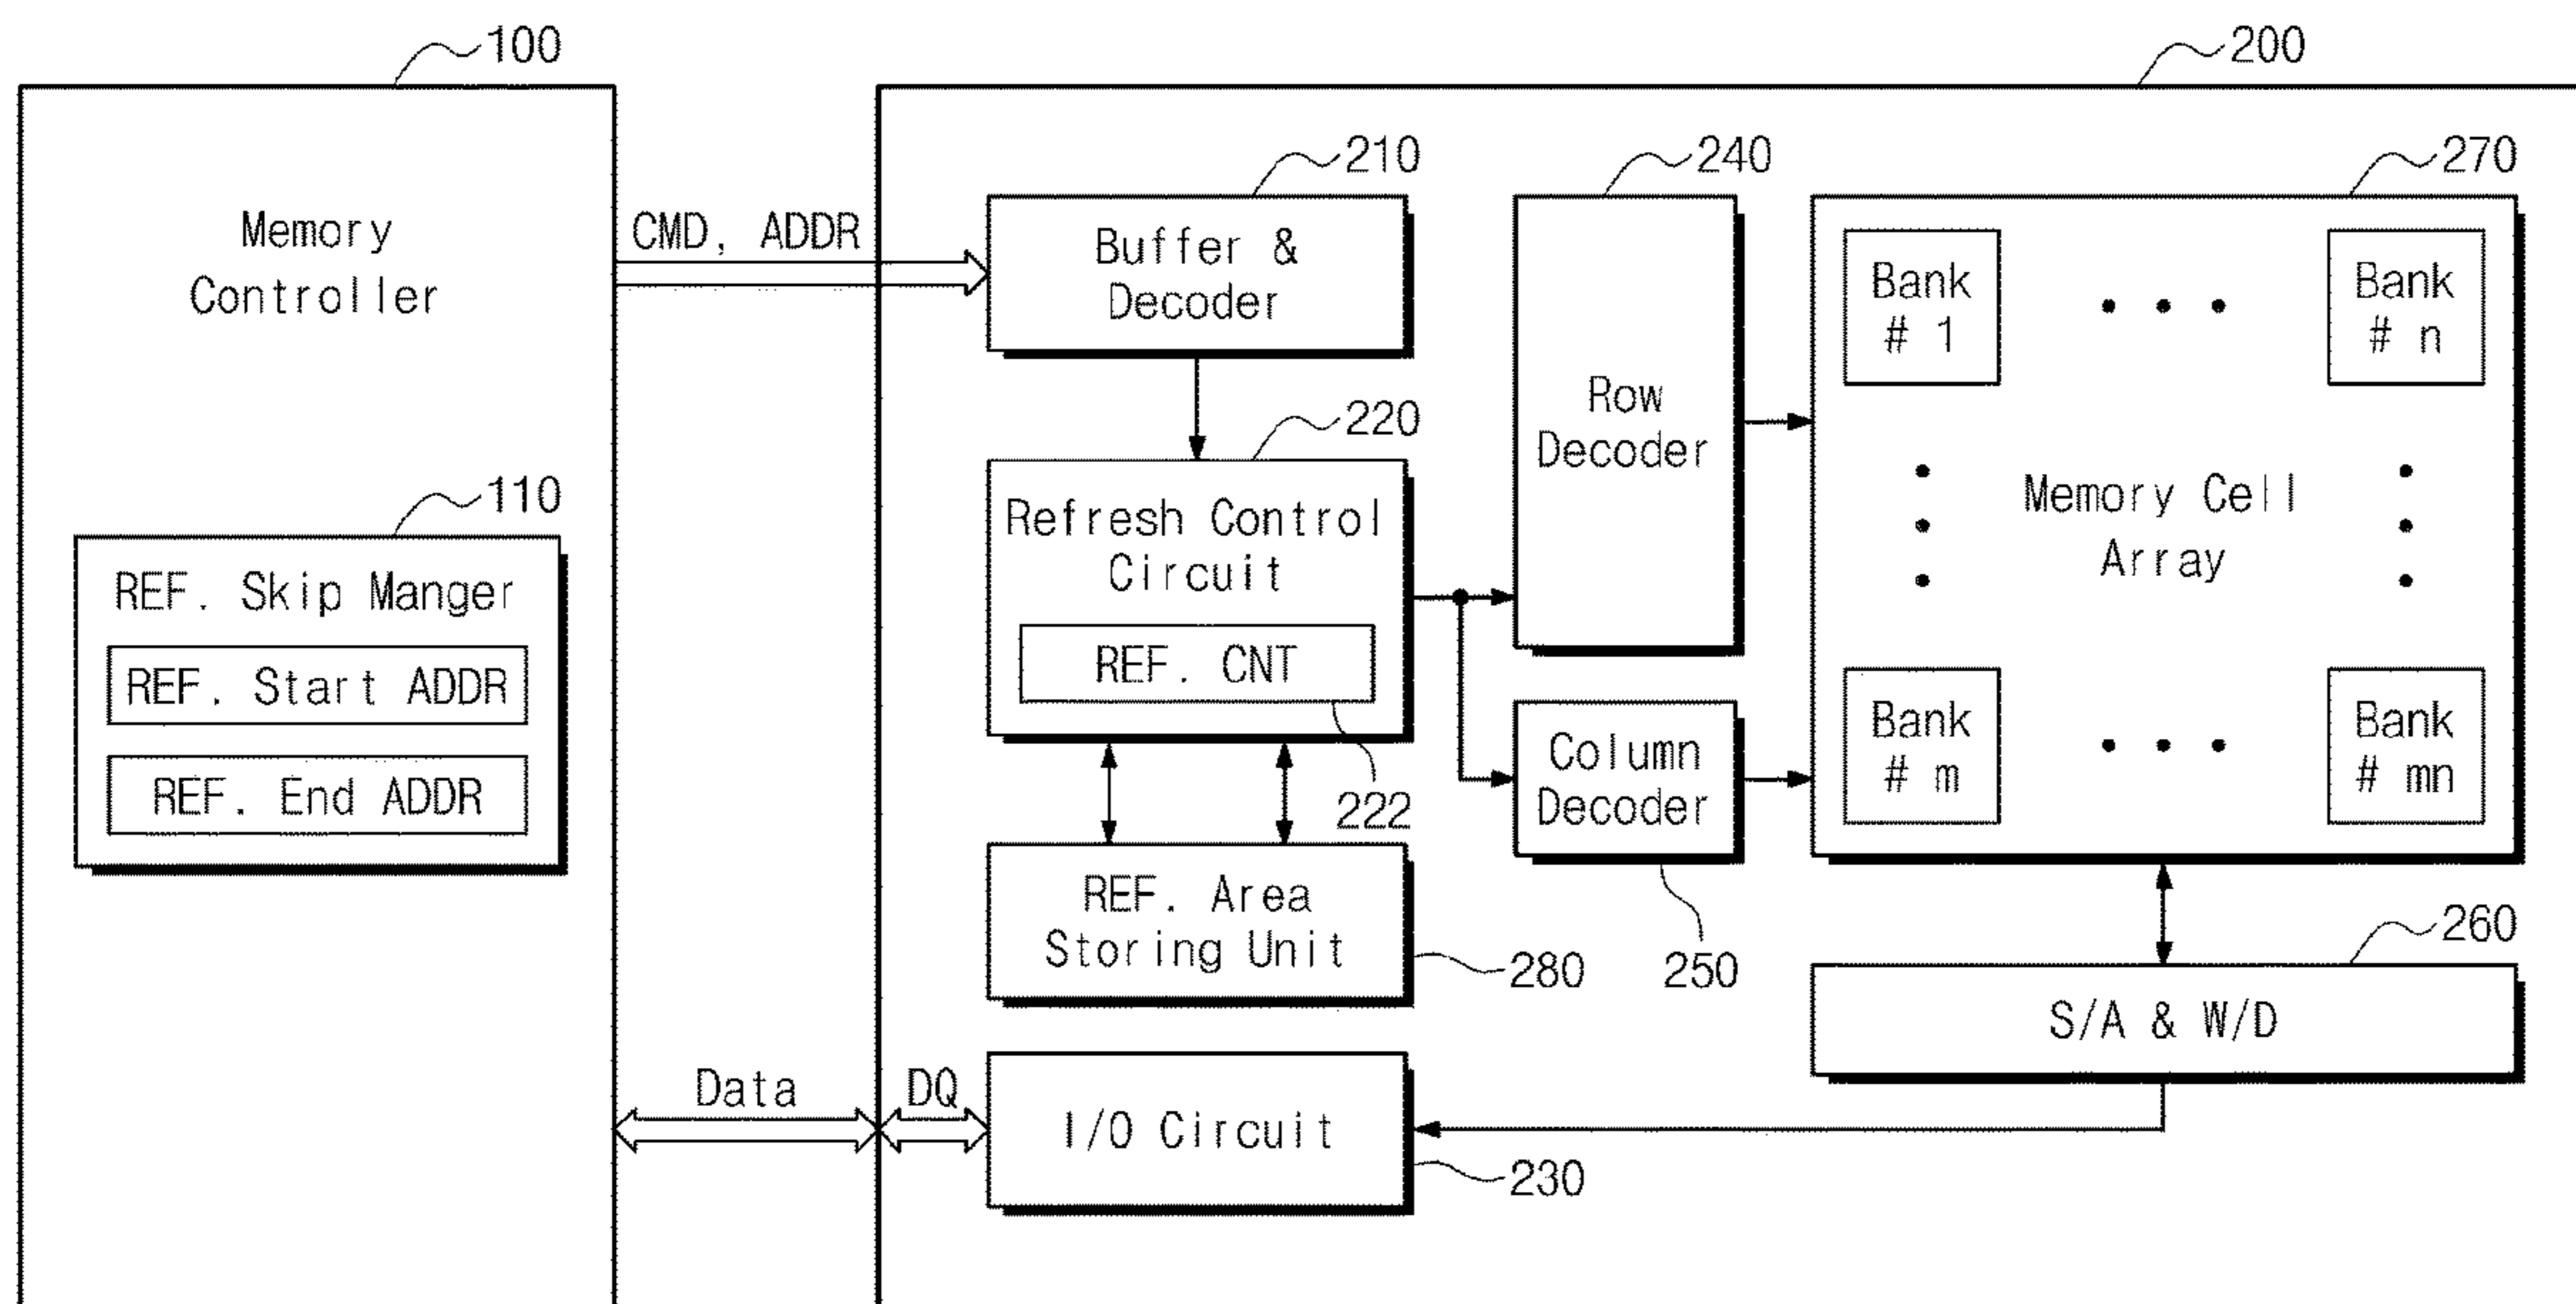 100
200
Memory
Controller
110
REF. Skip Manger
REF. Start ADDR
REF. End ADDR
CMD, ADDR
Data
DQ
210
Buffer &
Decoder
220
Refresh Control
Circuit
REF. CNT
222
REF. Area
Storing Unit
280
I/O Circuit
230
240
Row
Decoder
Column
Decoder
250
270
Bank
# 1
Bank
# n
Memory Cell
Array
Bank
# m
Bank
# mn
260
S/A & W/D